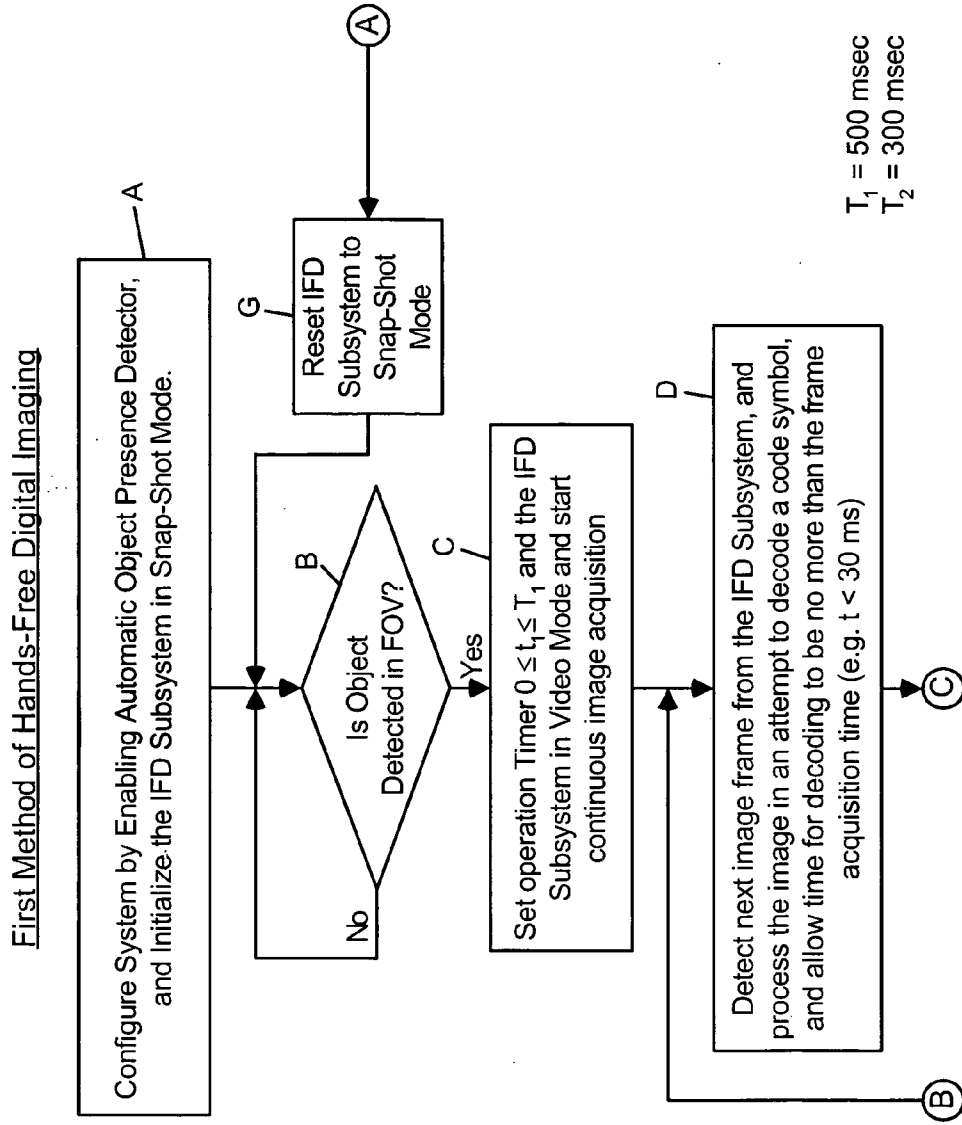 First Method of Hands-Free Digital Imaging
A
Configure System by Enabling Automatic Object Presence Detector,
and Initialize the IFD Subsystem in Snap-Shot Mode.
G
Reset IFD
Subsystem to
Snap-Shot
Mode
A
B
Is Object
Detected in FOV?
No
Yes
C
Set operation Timer 0 ≤ t₁ ≤ T₁ and the IFD
Subsystem in Video Mode and start
continuous image acquisition
D
Detect next image frame from the IFD Subsystem, and
process the image in an attempt to decode a code symbol,
and allow time for decoding to be no more than the frame
acquisition time (e.g. t < 30 ms)
B
C
T₁ = 500 msec
T₂ = 300 msec